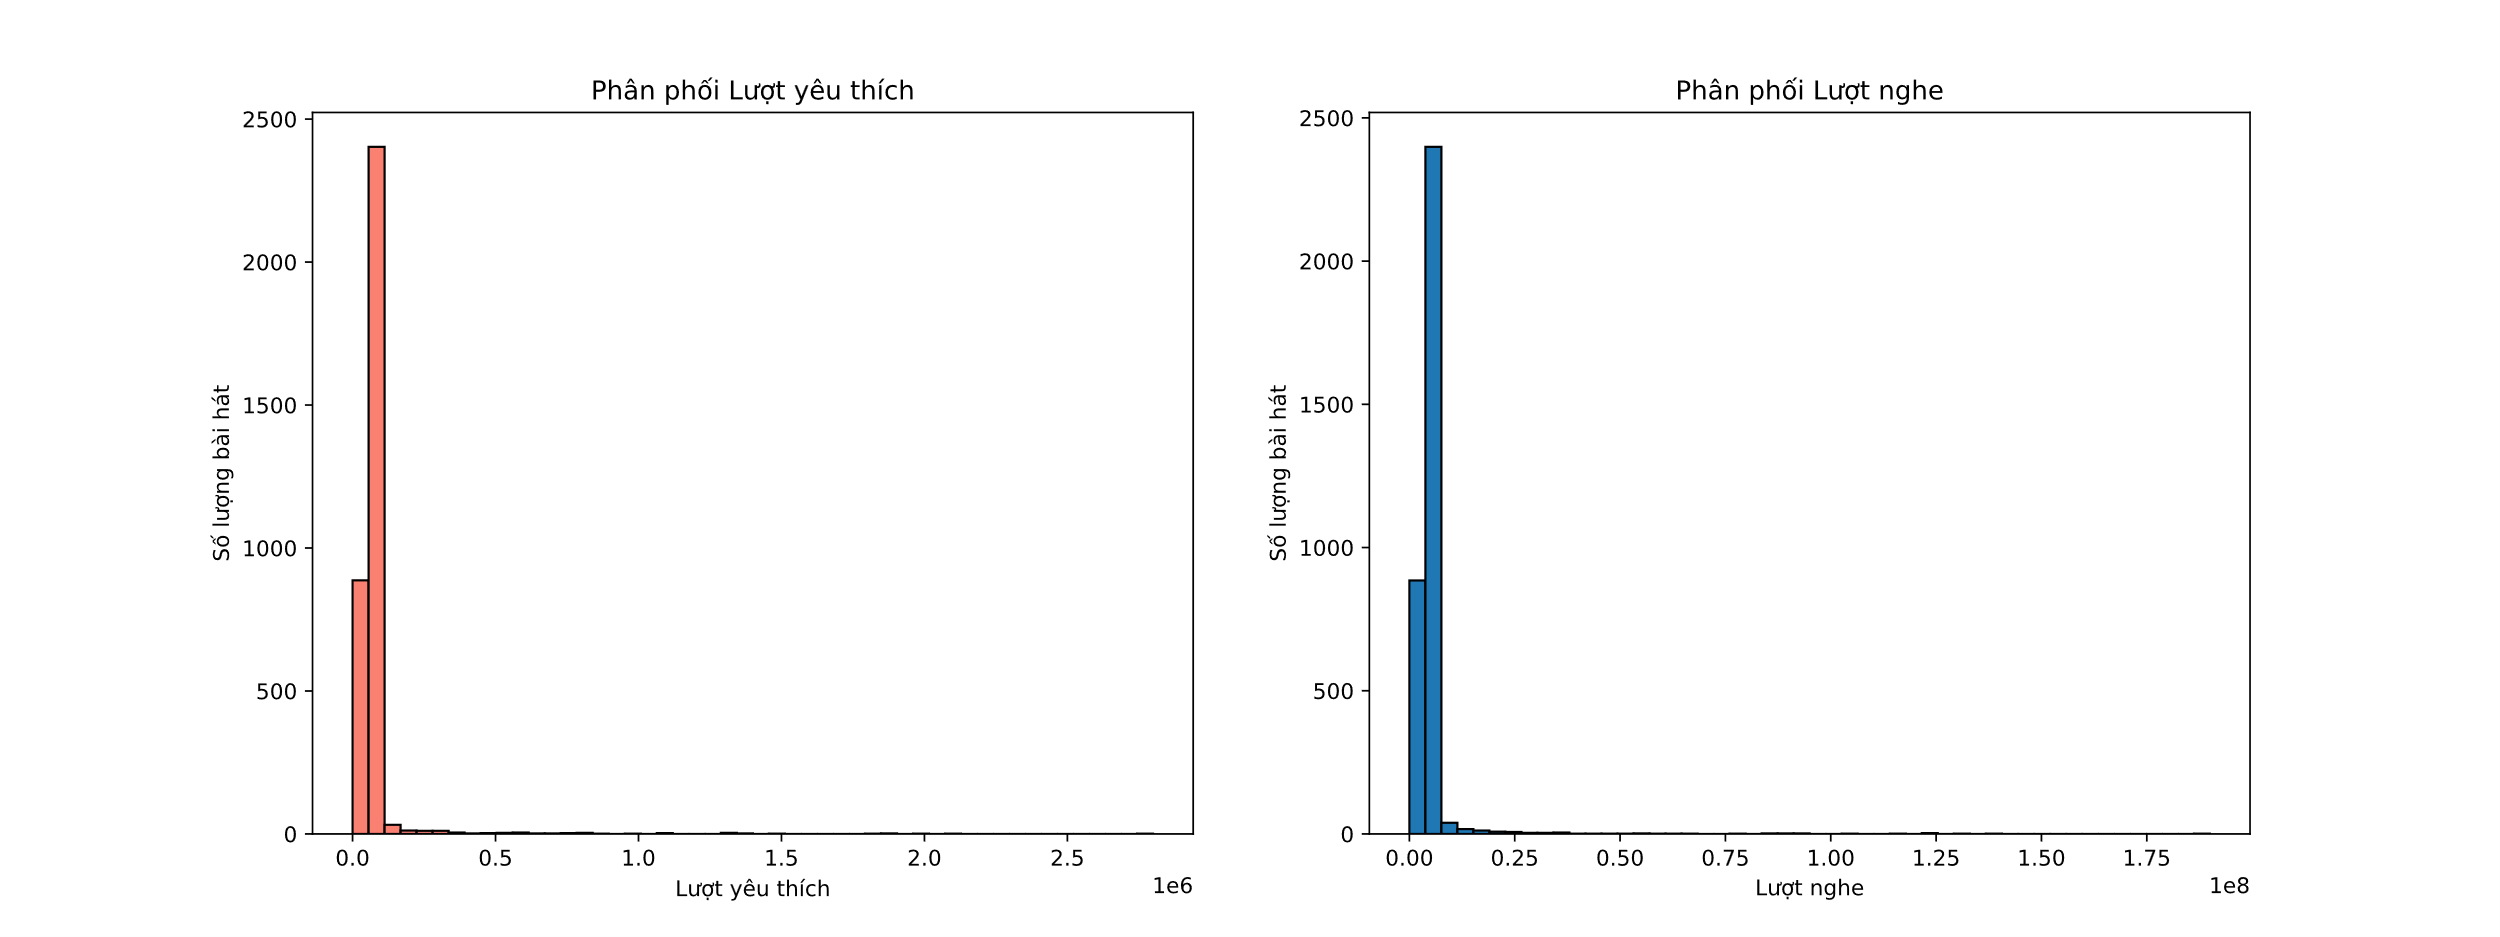 Phân phối Lượt yêu thích
2500
2000
1500
1000
500
0
Số lượng bài hát
0.0 0.5 1.0 1.5 2.0 2.5
Lượt yêu thích
1e6
Phân phối Lượt nghe
2500
2000
1500
1000
500
0
Số lượng bài hát
0.00 0.25 0.50 0.75 1.00 1.25 1.50 1.75
Lượt nghe
1e8